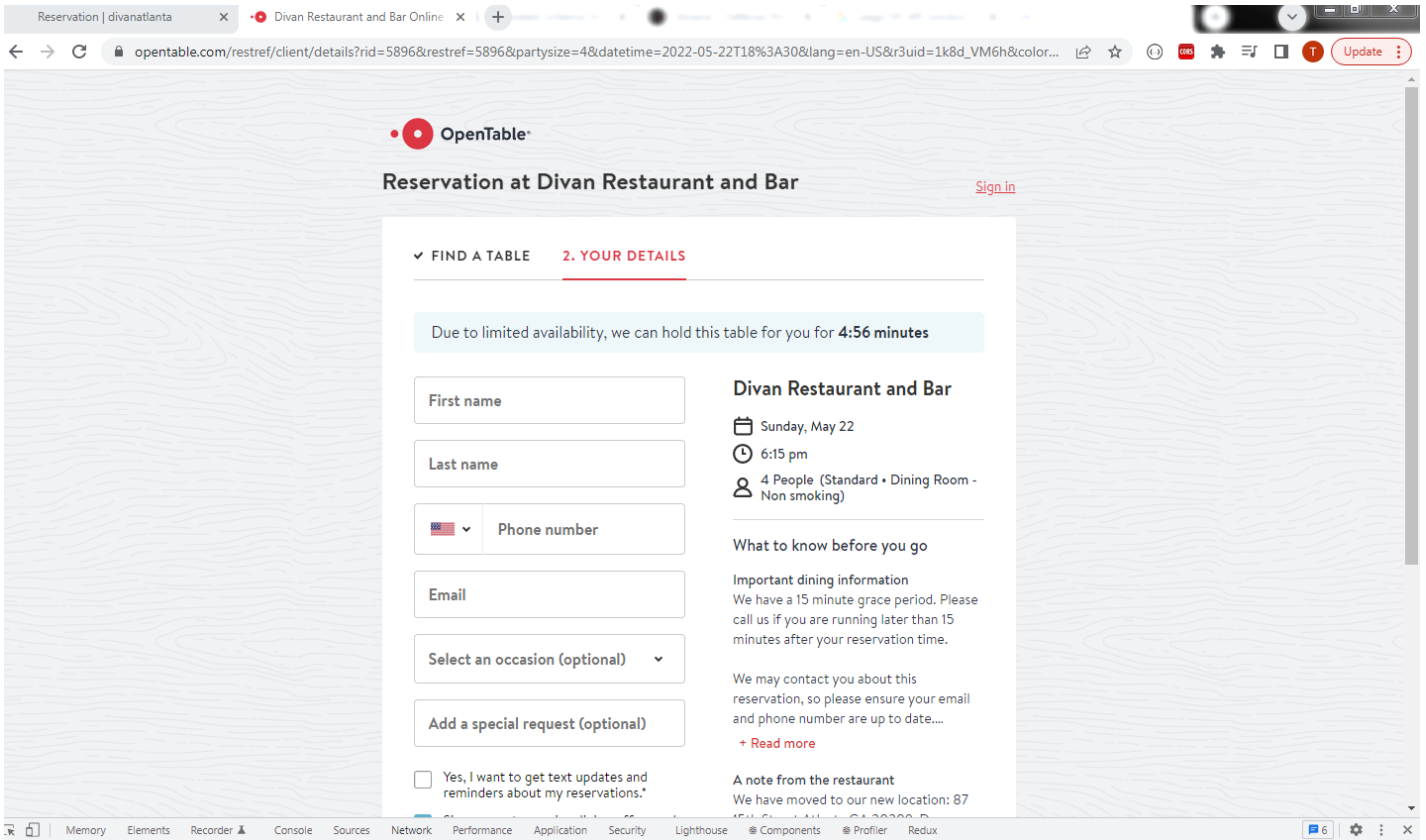 Reservation | divanatlanta
Divan Restaurant and Bar Online
opentable.com/restref/client/details?rid=5896&restref=5896&partysize=4&datetime=2022-05-22T18%3A30&lang=en-US&r3uid=1k8d_VM6h&color...
CORS
T
Update
OpenTable
Reservation at Divan Restaurant and Bar
Sign in
FIND A TABLE
2. YOUR DETAILS
Due to limited availability, we can hold this table for you for 4:56 minutes
First name
Last name
Phone number
Email
Select an occasion (optional)
Add a special request (optional)
Yes, I want to get text updates and
reminders about my reservations.*
Divan Restaurant and Bar
Sunday, May 22
6:15 pm
4 People (Standard • Dining Room -
Non smoking)
What to know before you go
Important dining information
We have a 15 minute grace period. Please
call us if you are running later than 15
minutes after your reservation time.
We may contact you about this
reservation, so please ensure your email
and phone number are up to date....
+ Read more
A note from the restaurant
We have moved to our new location: 87
Memory Elements Recorder Console Sources Network Performance Application Security Lighthouse Components Profiler Redux
6